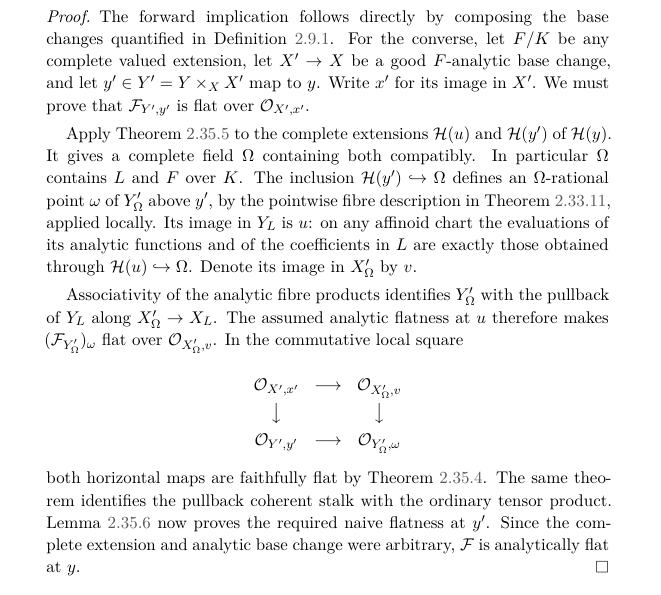 Proof. The forward implication follows directly by composing the base
changes quantified in Definition 2.9.1. For the converse, let F/K be any
complete valued extension, let X′ → X be a good F-analytic base change,
and let y′ ∈ Y′ = Y ×_X X′ map to y. Write x′ for its image in X′. We must
prove that ℱ_{Y′,y′} is flat over 𝒪_{X′,x′}.
Apply Theorem 2.35.5 to the complete extensions ℋ(u) and ℋ(y′) of ℋ(y).
It gives a complete field Ω containing both compatibly. In particular Ω
contains L and F over K. The inclusion ℋ(y′) ↪ Ω defines an Ω-rational
point ω of Y′_Ω above y′, by the pointwise fibre description in Theorem 2.33.11,
applied locally. Its image in Y_L is u: on any affinoid chart the evaluations of
its analytic functions and of the coefficients in L are exactly those obtained
through ℋ(u) ↪ Ω. Denote its image in X′_Ω by v.
Associativity of the analytic fibre products identifies Y′_Ω with the pullback
of Y_L along X′_Ω → X_L. The assumed analytic flatness at u therefore makes
(ℱ_{Y′_Ω})_ω flat over 𝒪_{X′_Ω,v}. In the commutative local square
𝒪_{X′,x′} ⟶ 𝒪_{X′_Ω,v}
↓ ↓
𝒪_{Y′,y′} ⟶ 𝒪_{Y′_Ω,ω}
both horizontal maps are faithfully flat by Theorem 2.35.4. The same theo-
rem identifies the pullback coherent stalk with the ordinary tensor product.
Lemma 2.35.6 now proves the required naive flatness at y′. Since the com-
plete extension and analytic base change were arbitrary, ℱ is analytically flat
at y. □